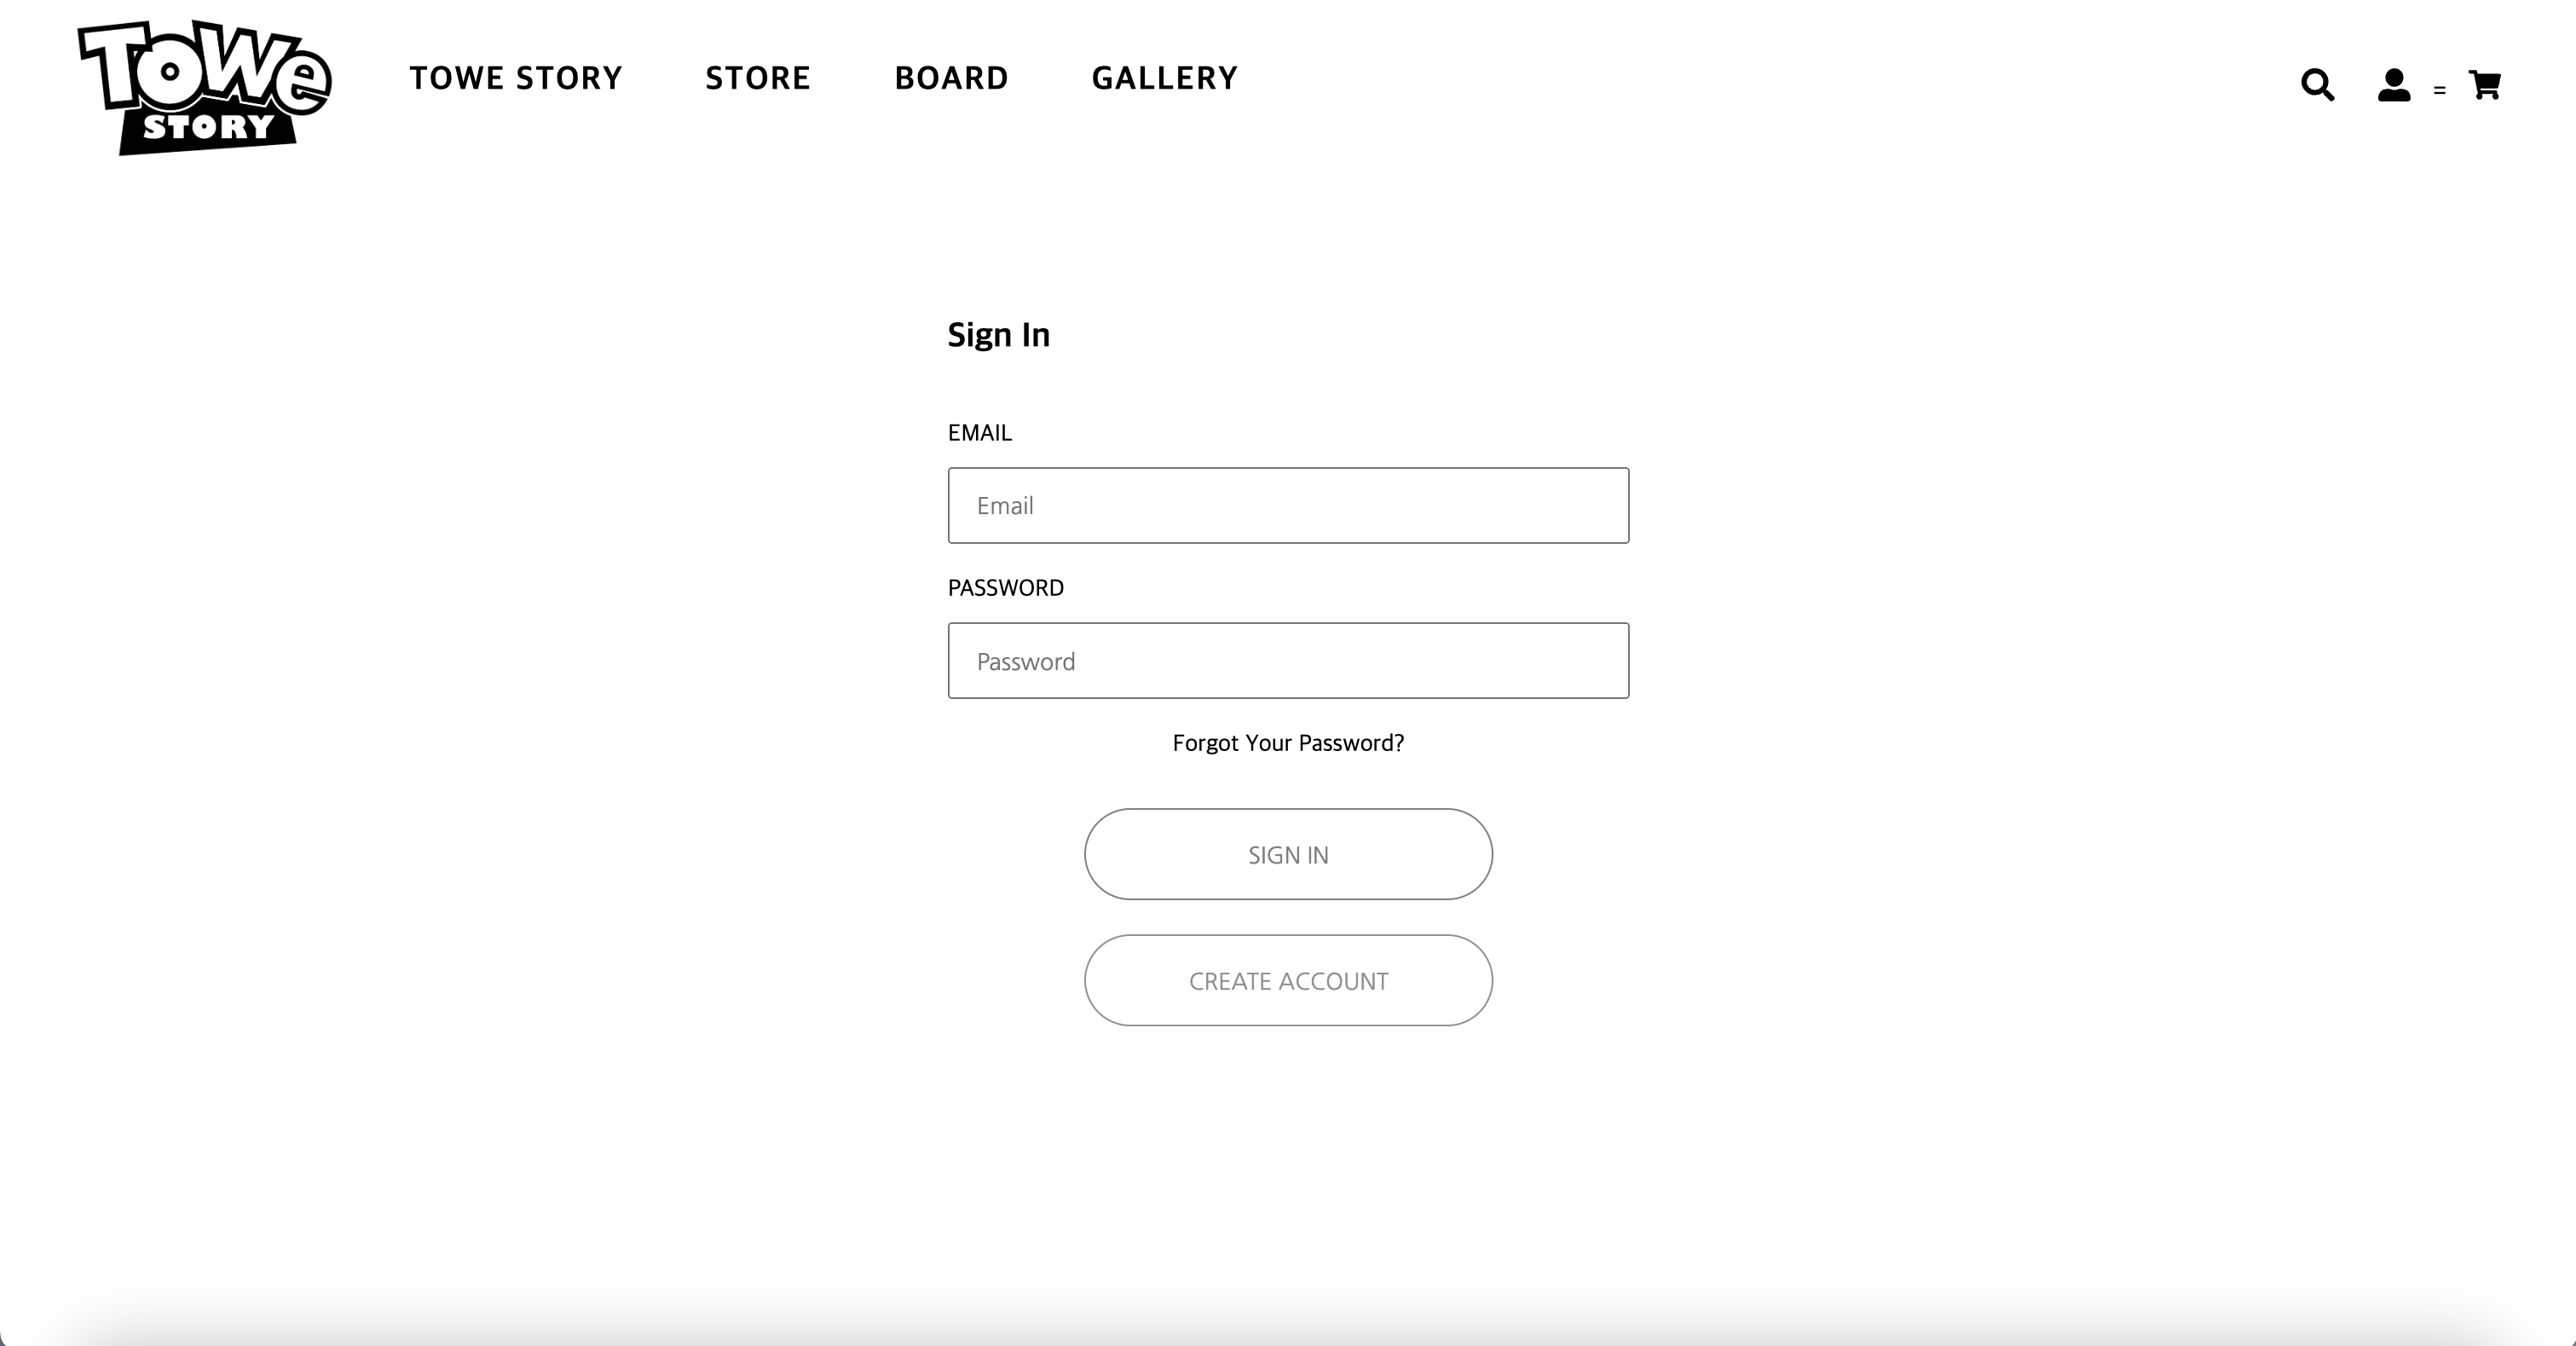 ToWe
STORY
TOWE STORY STORE BOARD GALLERY
=
Sign In
EMAIL
Email
PASSWORD
Password
Forgot Your Password?
SIGN IN
CREATE ACCOUNT